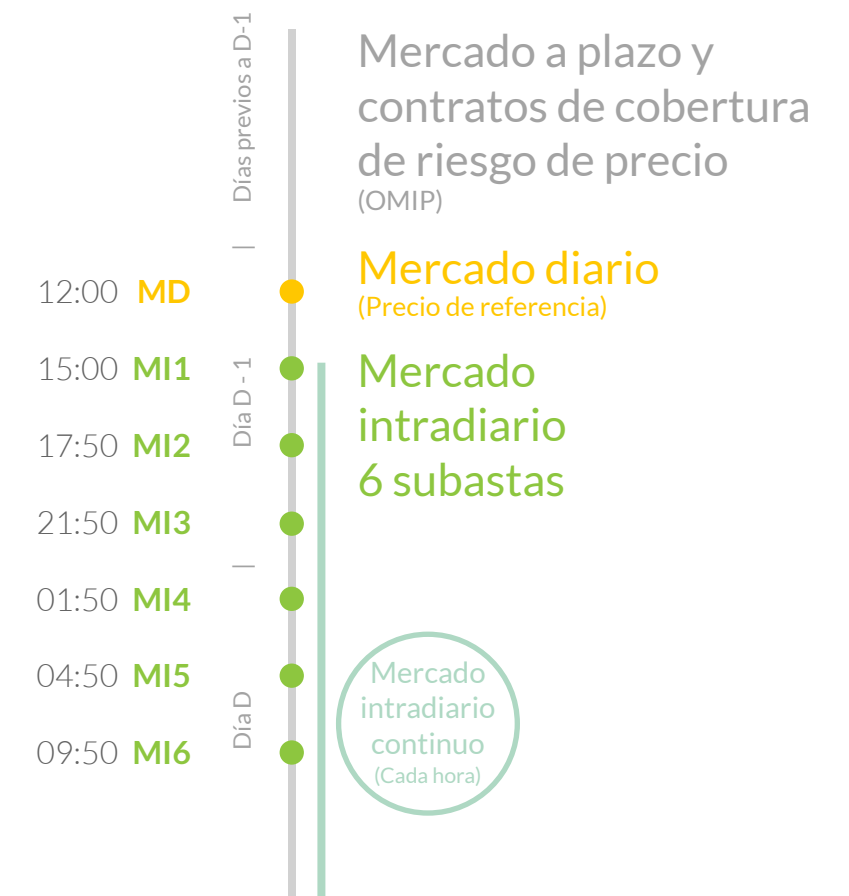 Días previos a D-1
Mercado a plazo y
contratos de cobertura
de riesgo de precio
(OMIP)
12:00 MD
Mercado diario
(Precio de referencia)
Día D - 1
15:00 MI1
17:50 MI2
21:50 MI3
Mercado
intradiario
6 subastas
Día D
01:50 MI4
04:50 MI5
09:50 MI6
Mercado
intradiario
continuo
(Cada hora)